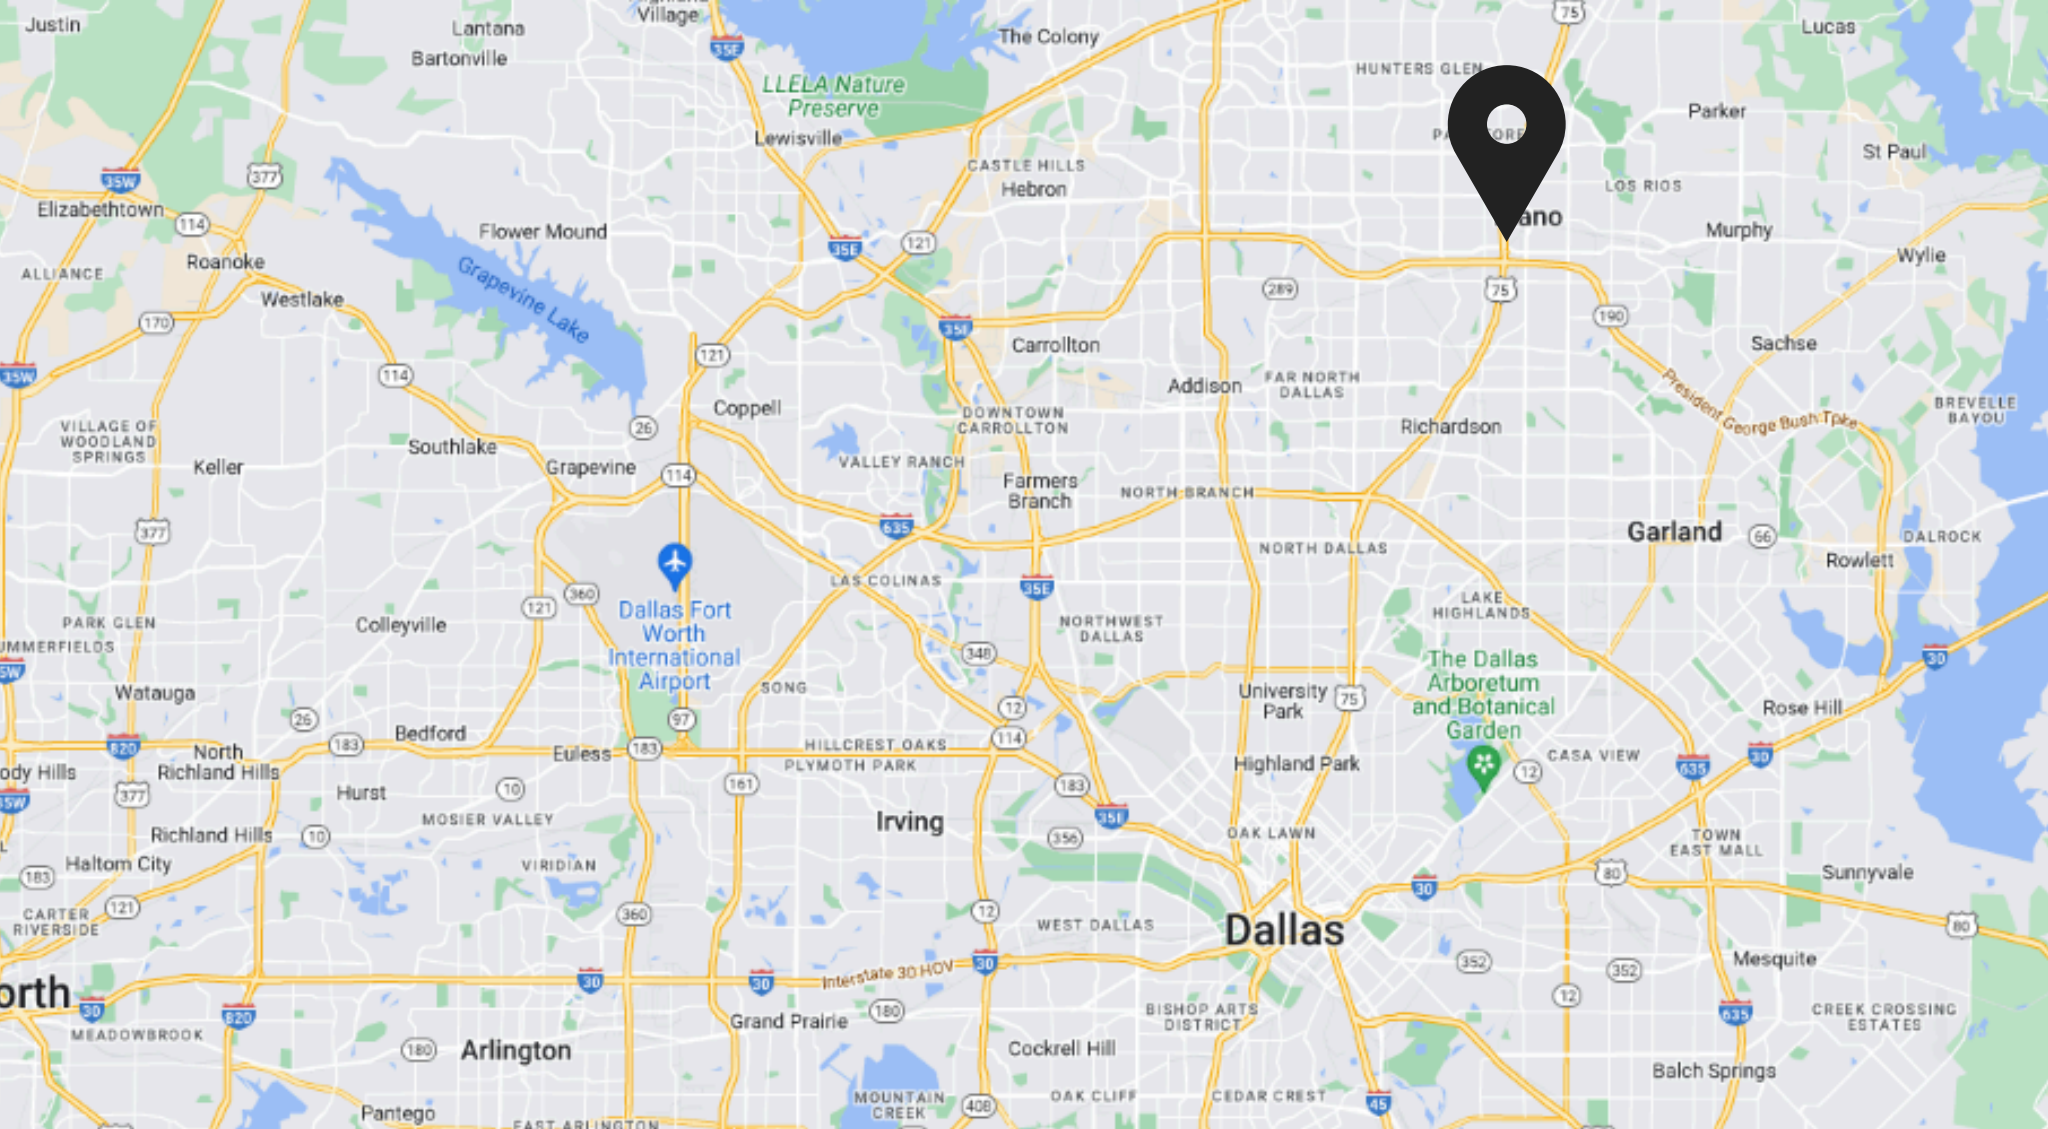 Village
Justin
Lantana
Bartonville
35E
The Colony
75
Lucas
HUNTERS GLEN
LLELA Nature
Preserve
Lewisville
Parker
St Paul
CASTLE HILLS
Hebron
LOS RIOS
35W
377
Elizabethtown
114
Flower Mound
35E
121
ano
Murphy
Wylie
Roanoke
ALLIANCE
Westlake
Grapevine Lake
289
75
190
170
35E
Carrollton
Sachse
121
35W
114
Addison
FAR NORTH
DALLAS
President George Bush Tpke
Coppell
DOWNTOWN
CARROLLTON
BREVELLE
BAYOU
26
VILLAGE OF
WOODLAND
SPRINGS
Southlake
Richardson
Keller
Grapevine
114
VALLEY RANCH
Farmers
Branch
NORTH BRANCH
377
635
Garland
66
DALROCK
NORTH DALLAS
Rowlett
LAS COLINAS
35E
121
360
Dallas Fort
Worth
International
Airport
LAKE
HIGHLANDS
PARK GLEN
Colleyville
NORTHWEST
DALLAS
UMMERFIELDS
5W
348
30
The Dallas
Arboretum
and Botanical
Garden
Watauga
SONG
University
Park
75
Rose Hill
26
97
12
183
Bedford
114
820
North
Richland Hills
Euless
183
HILLCREST OAKS
PLYMOTH PARK
CASA VIEW
30
ody Hills
Highland Park
12
635
377
Hurst
10
161
183
35W
MOSIER VALLEY
Irving
35E
Richland Hills
10
356
OAK LAWN
TOWN
EAST MALL
Haltom City
VIRIDIAN
183
30
80
Sunnyvale
CARTER
RIVERSIDE
121
360
12
WEST DALLAS
Dallas
80
352
352
Mesquite
30
30
Interstate 30 HOV
30
orth
30
820
12
635
MEADOWBROOK
Grand Prairie
180
BISHOP ARTS
DISTRICT
CREEK CROSSING
ESTATES
180
Arlington
Cockrell Hill
Balch Springs
Pantego
MOUNTAIN
CREEK
408
OAK CLIFF
CEDAR CREST
45
EAST ARLINGTON